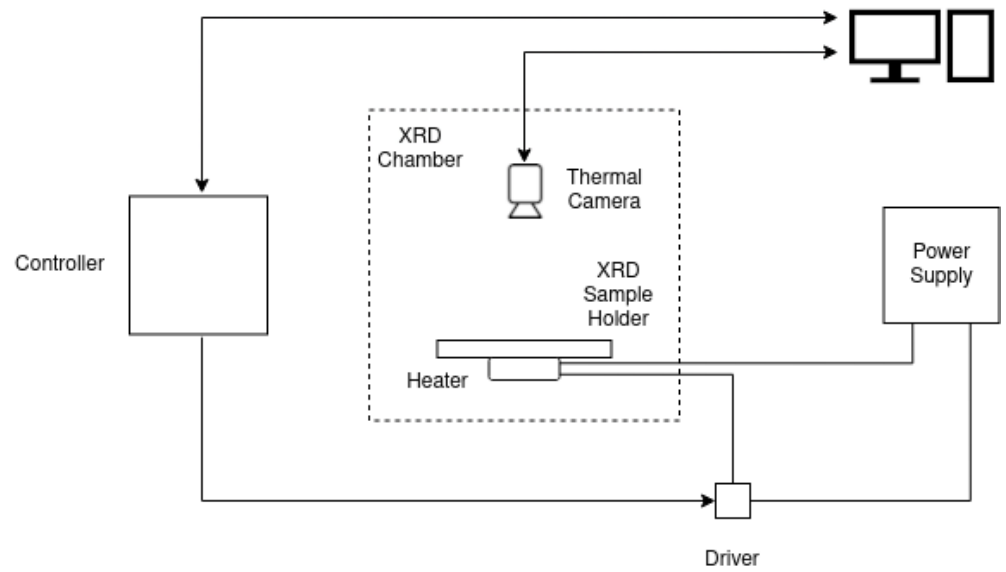 XRD
Chamber
Thermal
Camera
Controller
Power
Supply
XRD
Sample
Holder
Heater
Driver